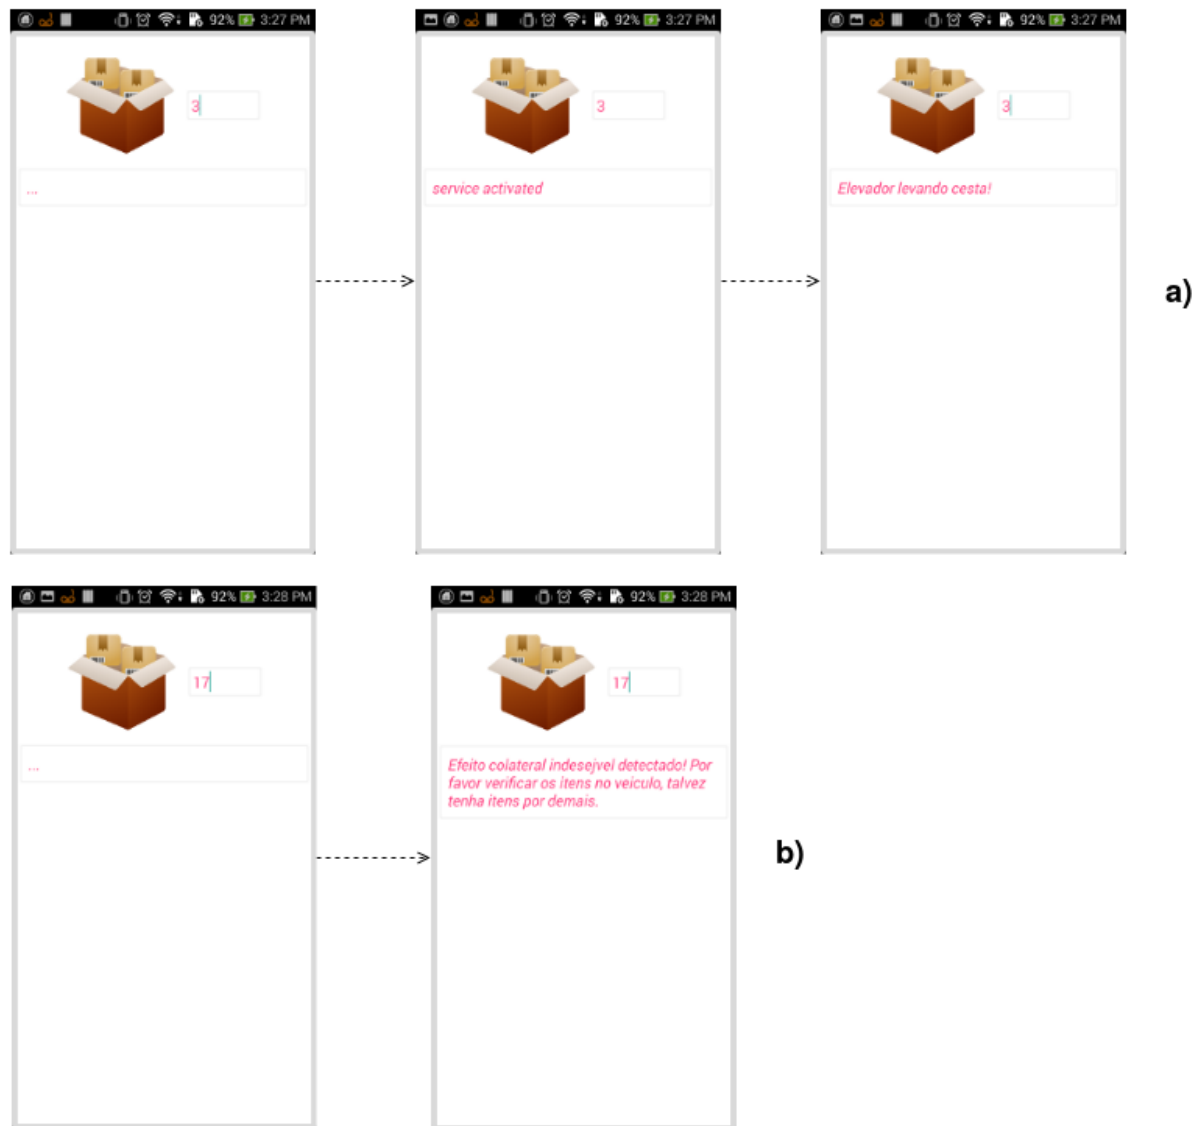 92% 3:27 PM
3
...
92% 3:27 PM
3
service activated
92% 3:27 PM
3
Elevador levando cesta!
a)
92% 3:28 PM
17
...
92% 3:28 PM
17
Efeito colateral indesejvel detectado! Por
favor verificar os itens no veiculo, talvez
tenha itens por demais.
b)